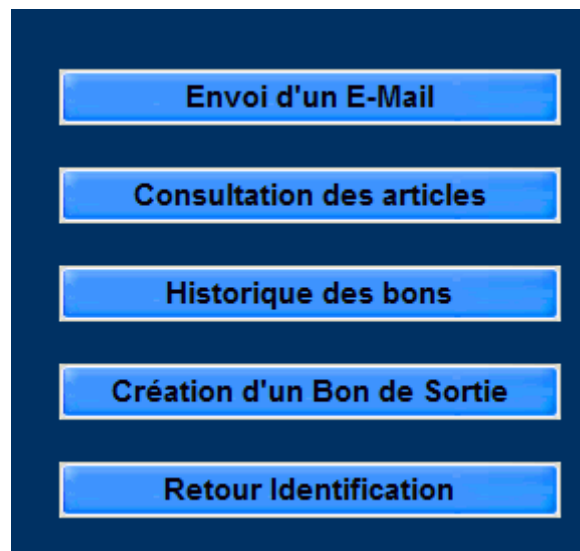 Envoi d'un E-Mail
Consultation des articles
Historique des bons
Création d'un Bon de Sortie
Retour Identification